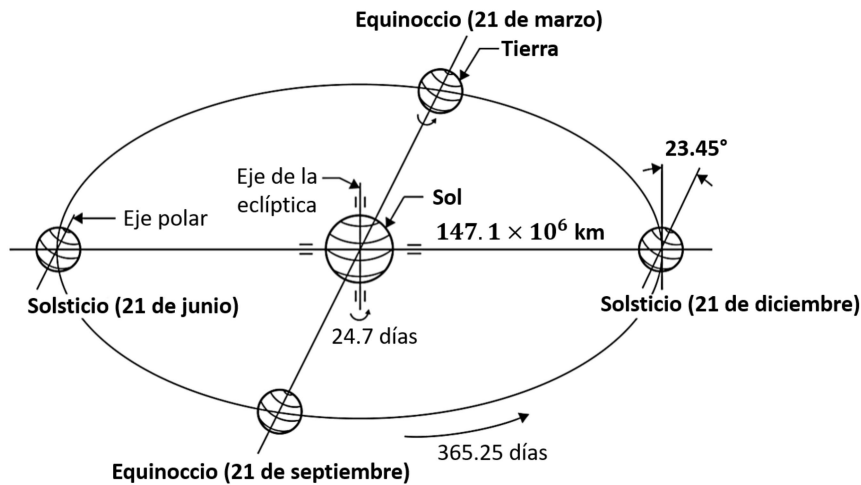 Equinoccio (21 de marzo)
Tierra
23.45°
Eje de la
eclíptica
Sol
Eje polar
147.1 × 10⁶ km
Solsticio (21 de junio)
Solsticio (21 de diciembre)
24.7 días
365.25 días
Equinoccio (21 de septiembre)